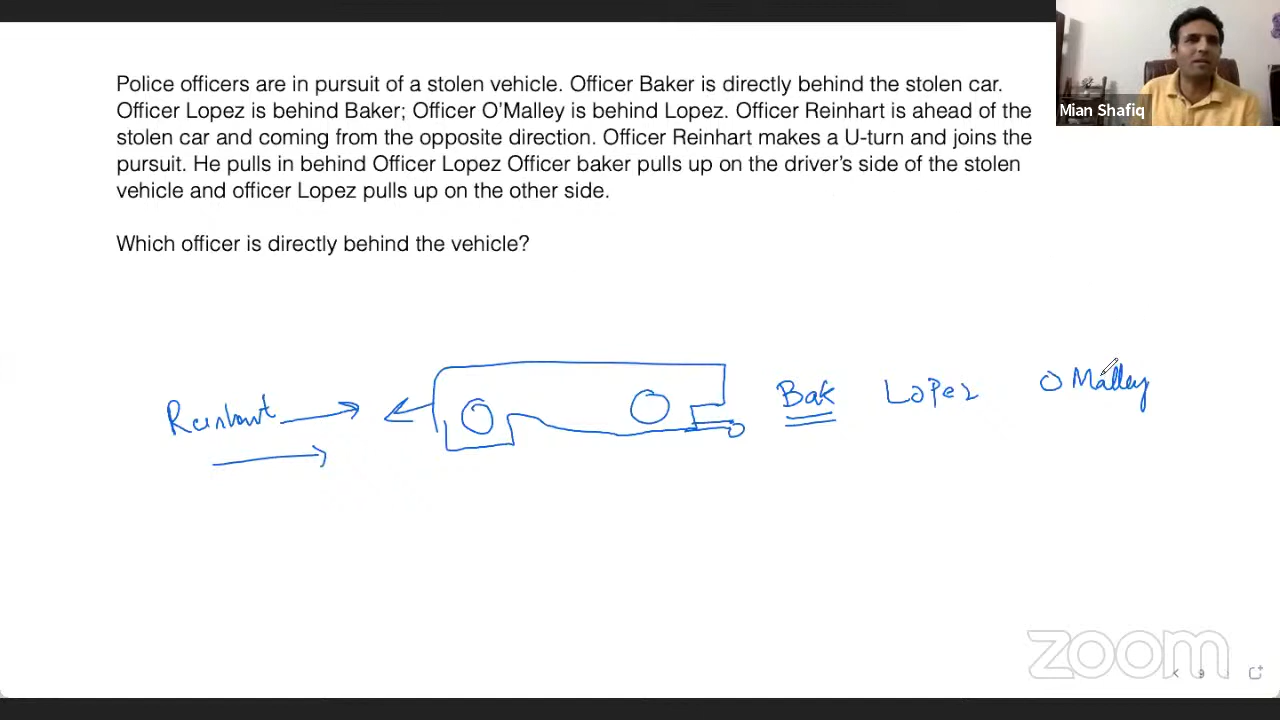 Police officers are in pursuit of a stolen vehicle. Officer Baker is directly behind the stolen car.
Officer Lopez is behind Baker; Officer O'Malley is behind Lopez. Officer Reinhart is ahead of the
stolen car and coming from the opposite direction. Officer Reinhart makes a U-turn and joins the
pursuit. He pulls in behind Officer Lopez Officer baker pulls up on the driver's side of the stolen
vehicle and officer Lopez pulls up on the other side.
Which officer is directly behind the vehicle?
Mian Shafiq
Reinhart
Bak Lopez O Malley
zoom
9